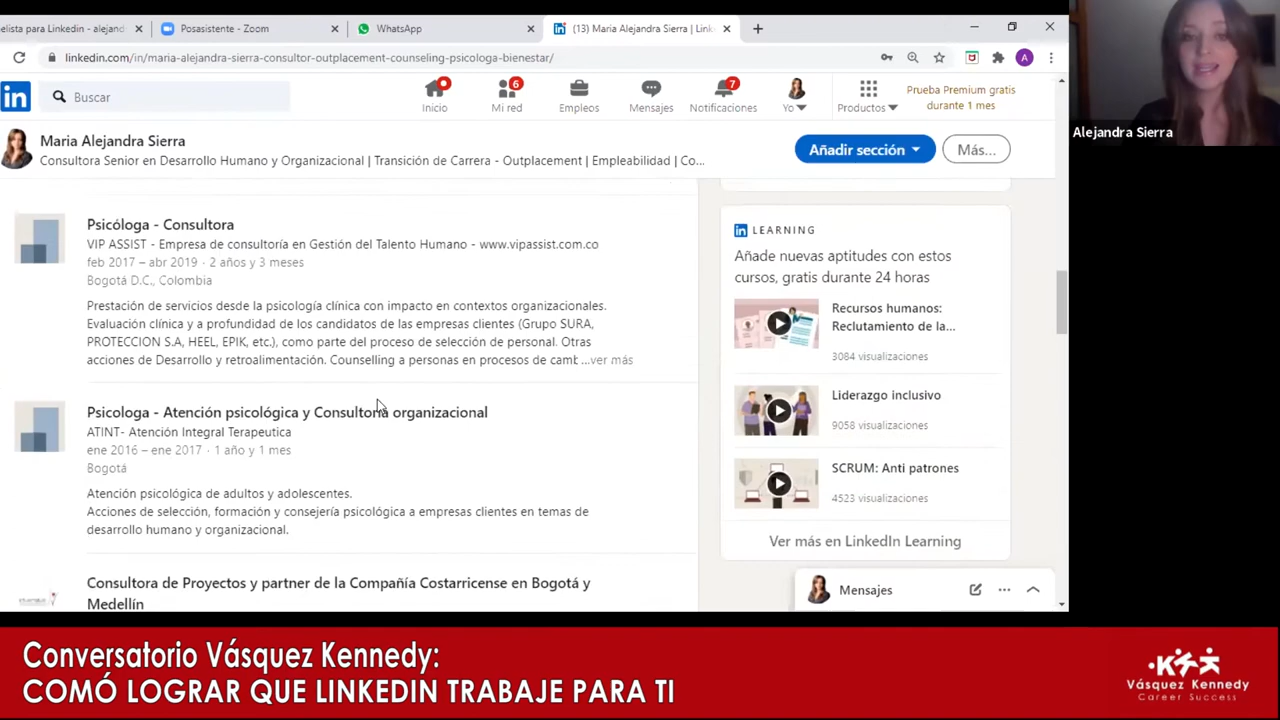 elista para Linkedin - alejand
Posasistente - Zoom
WhatsApp
(13) Maria Alejandra Sierra | Link
linkedin.com/in/maria-alejandra-sierra-consultor-outplacement-counseling-psicologa-bienestar/
A
in
Buscar
Inicio
6
Mi red
Empleos
Mensajes
7
Notificaciones
Yo
Productos
Prueba Premium gratis
durante 1 mes
Maria Alejandra Sierra
Consultora Senior en Desarrollo Humano y Organizacional | Transición de Carrera - Outplacement | Empleabilidad | Co...
Añadir sección
Más...
Psicóloga - Consultora
VIP ASSIST - Empresa de consultoría en Gestión del Talento Humano - www.vipassist.com.co
feb 2017 – abr 2019 · 2 años y 3 meses
Bogotá D.C., Colombia
Prestación de servicios desde la psicología clínica con impacto en contextos organizacionales.
Evaluación clínica y a profundidad de los candidatos de las empresas clientes (Grupo SURA,
PROTECCION S.A, HEEL, EPIK, etc.), como parte del proceso de selección de personal. Otras
acciones de Desarrollo y retroalimentación. Counselling a personas en procesos de camb ...ver más
Psicologa - Atención psicológica y Consultoria organizacional
ATINT- Atención Integral Terapeutica
ene 2016 – ene 2017 · 1 año y 1 mes
Bogotá
Atención psicológica de adultos y adolescentes.
Acciones de selección, formación y consejería psicológica a empresas clientes en temas de
desarrollo humano y organizacional.
Consultora de Proyectos y partner de la Compañía Costarricense en Bogotá y
Medellín
in LEARNING
Añade nuevas aptitudes con estos
cursos, gratis durante 24 horas
Recursos humanos:
Reclutamiento de la...
3084 visualizaciones
Liderazgo inclusivo
9058 visualizaciones
SCRUM: Anti patrones
4523 visualizaciones
Ver más en LinkedIn Learning
Mensajes
Alejandra Sierra
Conversatorio Vásquez Kennedy:
COMÓ LOGRAR QUE LINKEDIN TRABAJE PARA TI
Vásquez Kennedy
Career Success